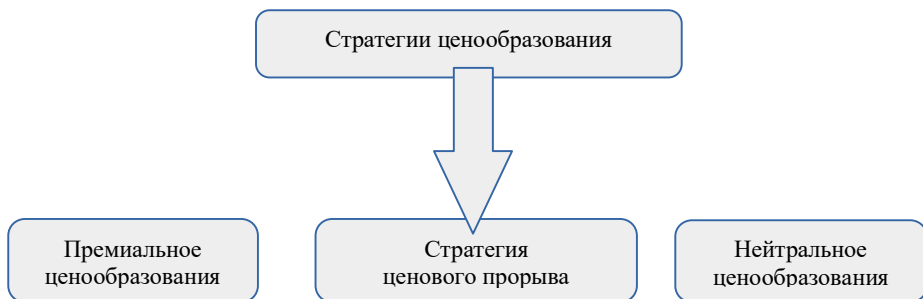 Стратегии ценообразования
Премиальное
ценообразования
Стратегия
ценового прорыва
Нейтральное
ценообразования